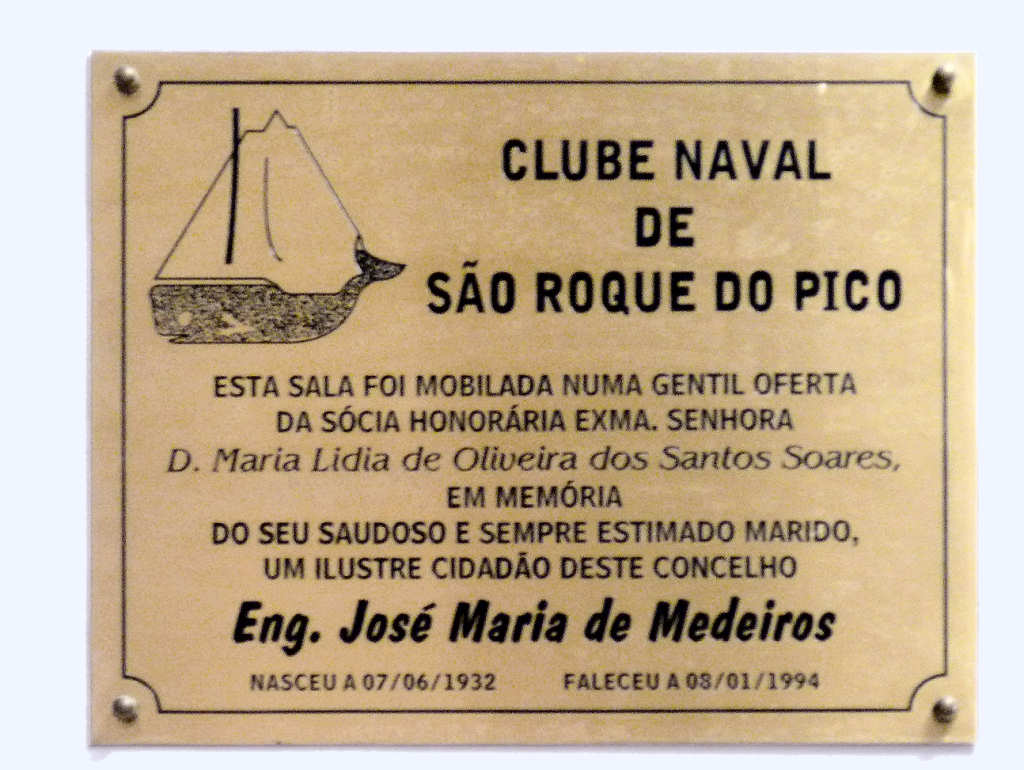 CLUBE NAVAL
DE
SÃO ROQUE DO PICO
ESTA SALA FOI MOBILADA NUMA GENTIL OFERTA
DA SÓCIA HONORÁRIA EXMA. SENHORA
D. Maria Lidia de Oliveira dos Santos Soares,
EM MEMÓRIA
DO SEU SAUDOSO E SEMPRE ESTIMADO MARIDO,
UM ILUSTRE CIDADÃO DESTE CONCELHO
Eng. José Maria de Medeiros
NASCEU A 07/06/1932 FALECEU A 08/01/1994